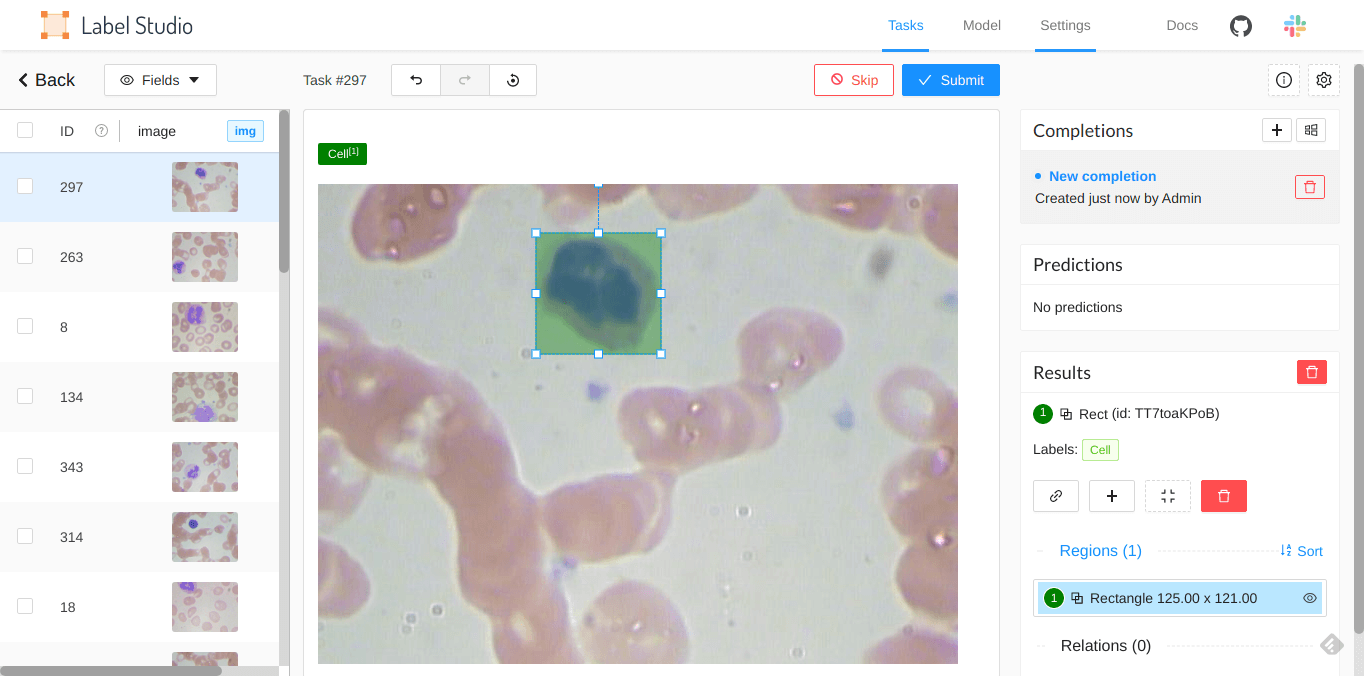 Label Studio
Tasks
Model
Settings
Docs
Back
Fields
Task #297
Skip
Submit
ID
image
img
297
263
8
134
343
314
18
Cell[1]
Completions
New completion
Created just now by Admin
Predictions
No predictions
Results
1 Rect (id: TT7toaKPoB)
Labels: Cell
Regions (1)
Sort
1 Rectangle 125.00 x 121.00
Relations (0)